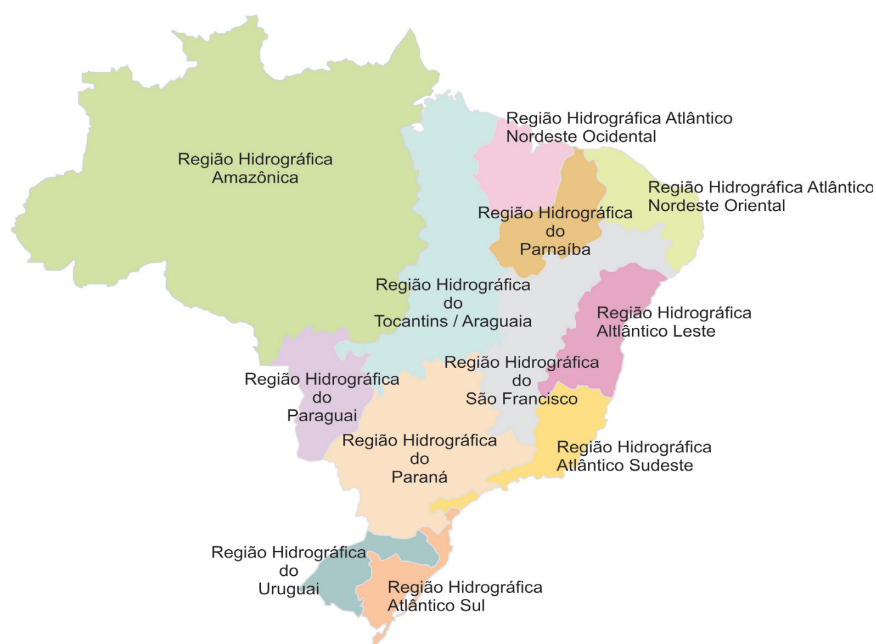 Região Hidrográfica Atlântico
Nordeste Ocidental
Região Hidrográfica
Amazônica
Região Hidrográfica Atlântico
Nordeste Oriental
Região Hidrográfica
do
Parnaíba
Região Hidrográfica
do
Tocantins / Araguaia
Região Hidrográfica
Altlântico Leste
Região Hidrográfica
do
São Francisco
Região Hidrográfica
do
Paraguai
Região Hidrográfica
do
Paraná
Região Hidrográfica
Atlântico Sudeste
Região Hidrográfica
do
Uruguai
Região Hidrográfica
Atlântico Sul